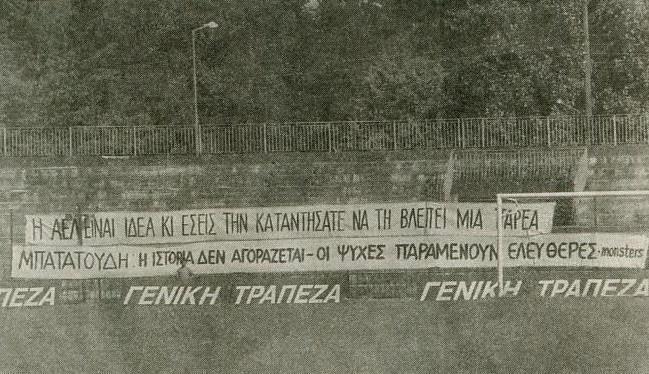 Η ΑΕΛ ΕΙΝΑΙ ΙΔΕΑ ΚΙ ΕΣΕΙΣ ΤΗΝ ΚΑΤΑΝΤΗΣΑΤΕ ΝΑ ΤΗ ΒΛΕΠΕΙ ΜΙΑ ΠΑΡΕΑ
ΜΠΑΤΑΤΟΥΔΗ: Η ΙΣΤΟΡΙΑ ΔΕΝ ΑΓΟΡΑΖΕΤΑΙ - ΟΙ ΨΥΧΕΣ ΠΑΡΑΜΕΝΟΥΝ ΕΛΕΥΘΕΡΕΣ - monsters
ΠΕΖΑ ΓΕΝΙΚΗ ΤΡΑΠΕΖΑ ΓΕΝΙΚΗ ΤΡΑΠΕΖΑ